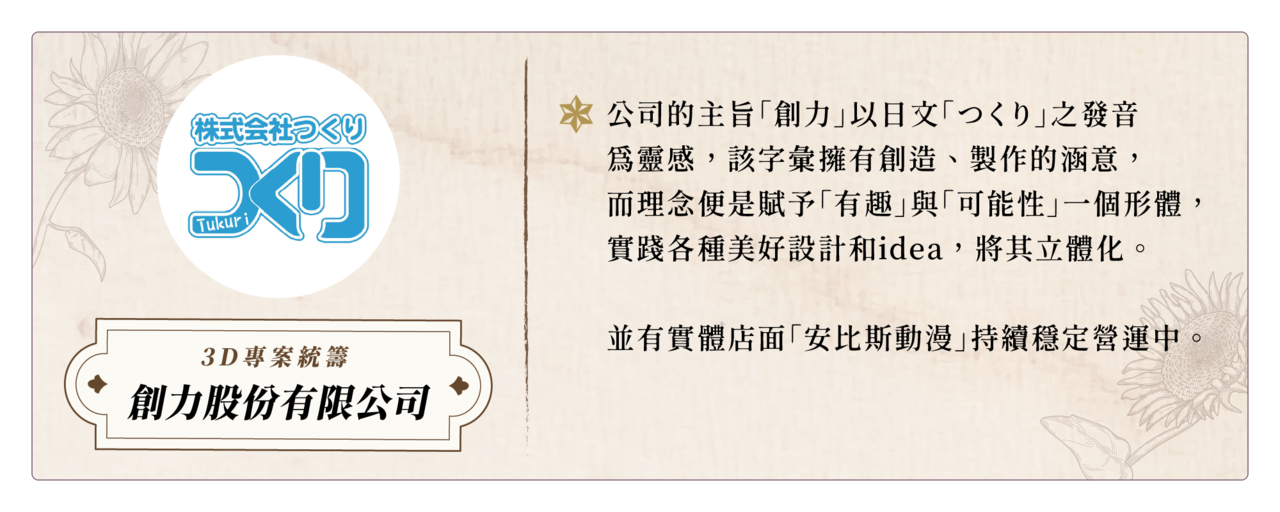 株式会社つくり
つくり
Tukuri
3D專案統籌
創力股份有限公司
公司的主旨「創力」以日文「つくり」之發音
爲靈感，該字彙擁有創造、製作的涵意，
而理念便是賦予「有趣」與「可能性」一個形體，
實踐各種美好設計和idea，將其立體化。
並有實體店面「安比斯動漫」持續穩定營運中。